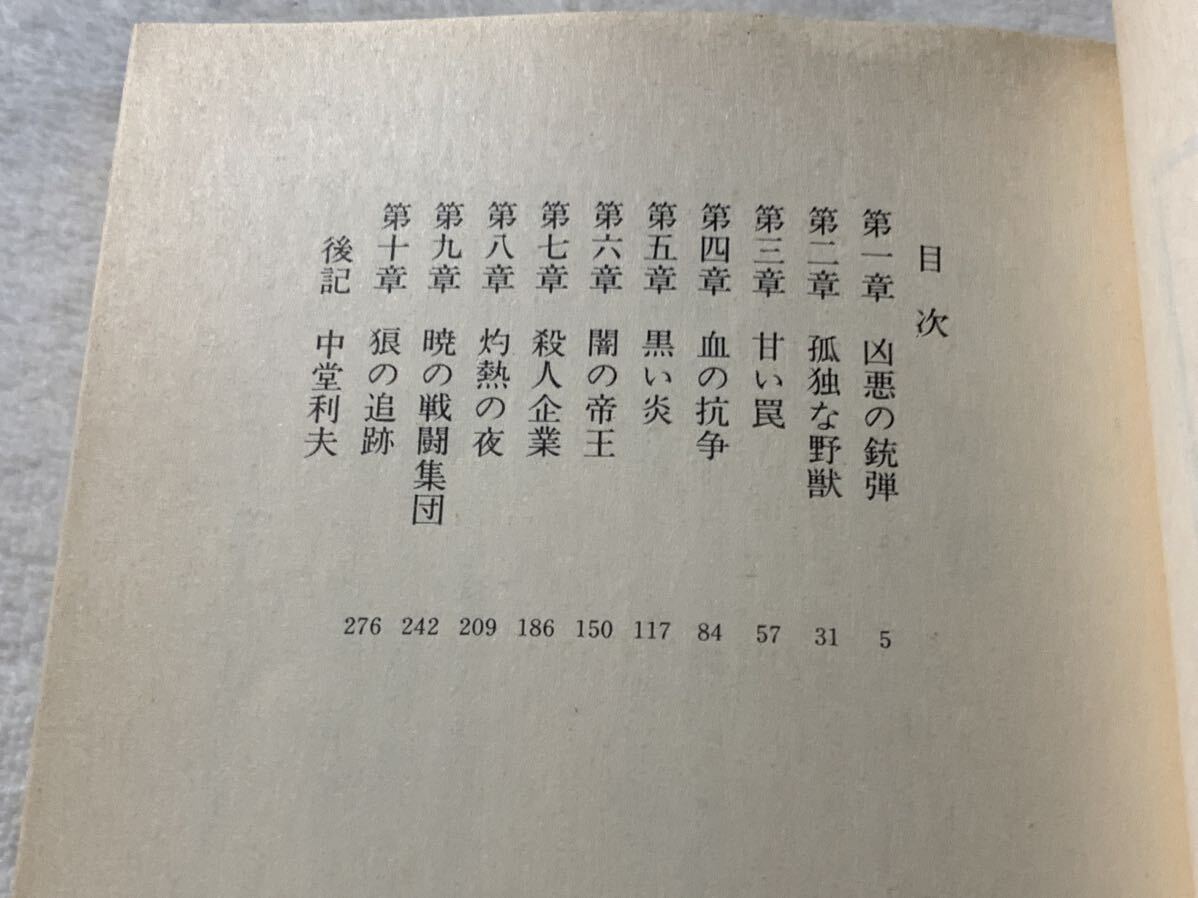 目次
第一章 凶悪の銃弾 5
第二章 孤独な野獣 31
第三章 甘い罠 57
第四章 血の抗争 84
第五章 黒い炎 117
第六章 闇の帝王 150
第七章 殺人企業 186
第八章 灼熱の夜 209
第九章 暁の戦闘集団 242
第十章 狼の追跡 276
後記 中堂利夫